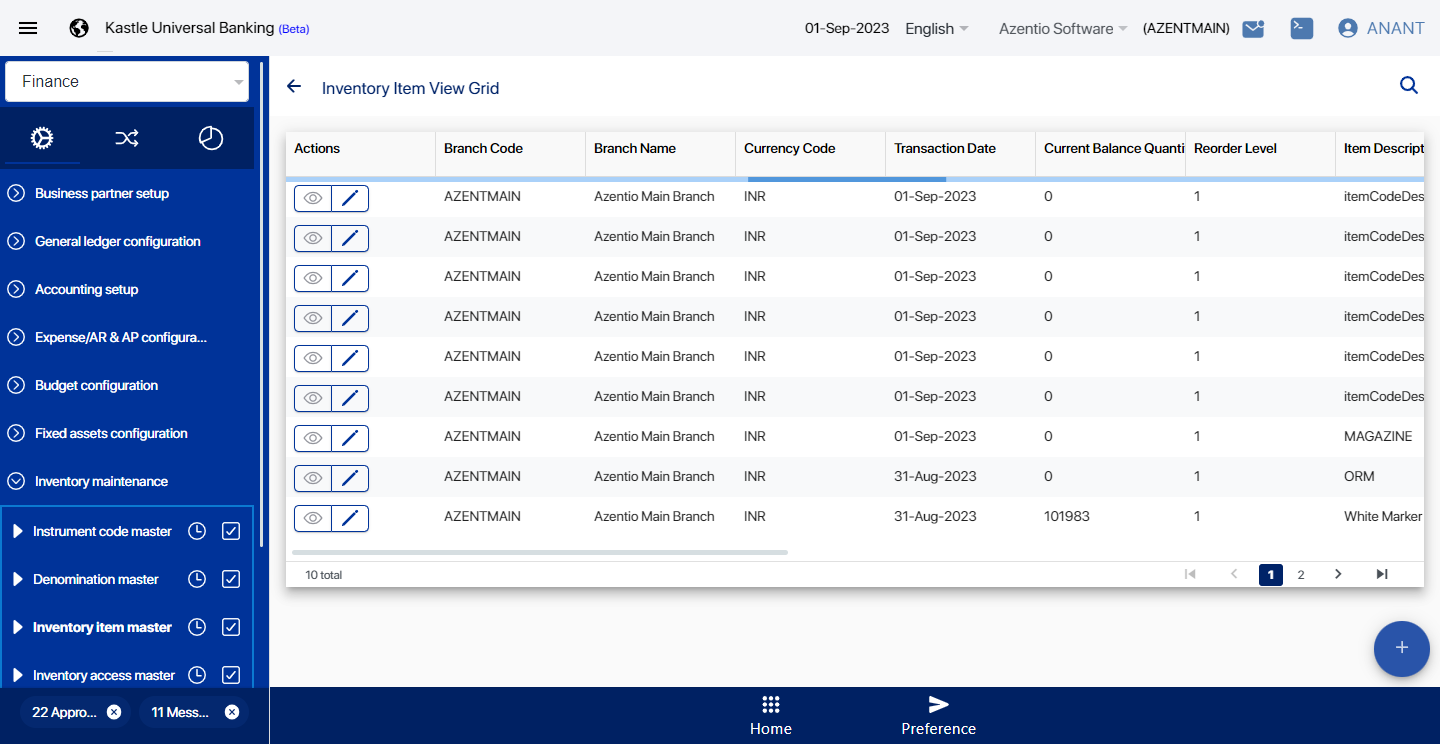 Kastle Universal Banking (Beta)
01-Sep-2023 English Azentio Software (AZENTMAIN) ANANT
Finance
Business partner setup
General ledger configuration
Accounting setup
Expense/AR & AP configura...
Budget configuration
Fixed assets configuration
Inventory maintenance
Instrument code master
Denomination master
Inventory item master
Inventory access master
22 Appro...
11 Mess...
Inventory Item View Grid
Actions Branch Code Branch Name Currency Code Transaction Date Current Balance Quanti Reorder Level Item Descript
AZENTMAIN Azentio Main Branch INR 01-Sep-2023 0 1 itemCodeDes
AZENTMAIN Azentio Main Branch INR 01-Sep-2023 0 1 itemCodeDes
AZENTMAIN Azentio Main Branch INR 01-Sep-2023 0 1 itemCodeDes
AZENTMAIN Azentio Main Branch INR 01-Sep-2023 0 1 itemCodeDes
AZENTMAIN Azentio Main Branch INR 01-Sep-2023 0 1 itemCodeDes
AZENTMAIN Azentio Main Branch INR 01-Sep-2023 0 1 itemCodeDes
AZENTMAIN Azentio Main Branch INR 01-Sep-2023 0 1 MAGAZINE
AZENTMAIN Azentio Main Branch INR 31-Aug-2023 0 1 ORM
AZENTMAIN Azentio Main Branch INR 31-Aug-2023 101983 1 White Marker
10 total
1 2
Home
Preference